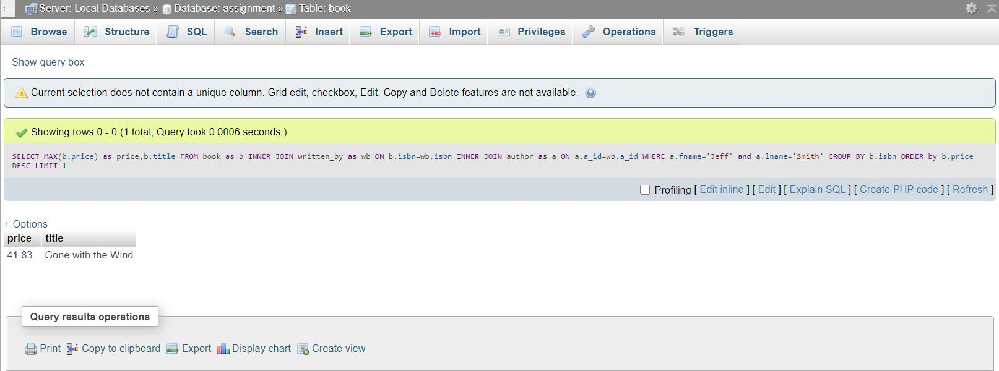 ← Server: Local Databases » Database: assignment » Table: book
Browse Structure SQL Search Insert Export Import Privileges Operations Triggers
Show query box
Current selection does not contain a unique column. Grid edit, checkbox, Edit, Copy and Delete features are not available.
Showing rows 0 - 0 (1 total, Query took 0.0006 seconds.)
SELECT MAX(b.price) as price,b.title FROM book as b INNER JOIN written_by as wb ON b.isbn=wb.isbn INNER JOIN author as a ON a.a_id=wb.a_id WHERE a.fname='Jeff' and a.lname='Smith' GROUP BY b.isbn ORDER by b.price
DESC LIMIT 1
Profiling [ Edit inline ] [ Edit ] [ Explain SQL ] [ Create PHP code ] [ Refresh ]
+ Options
price title
41.83 Gone with the Wind
Query results operations
Print Copy to clipboard Export Display chart Create view